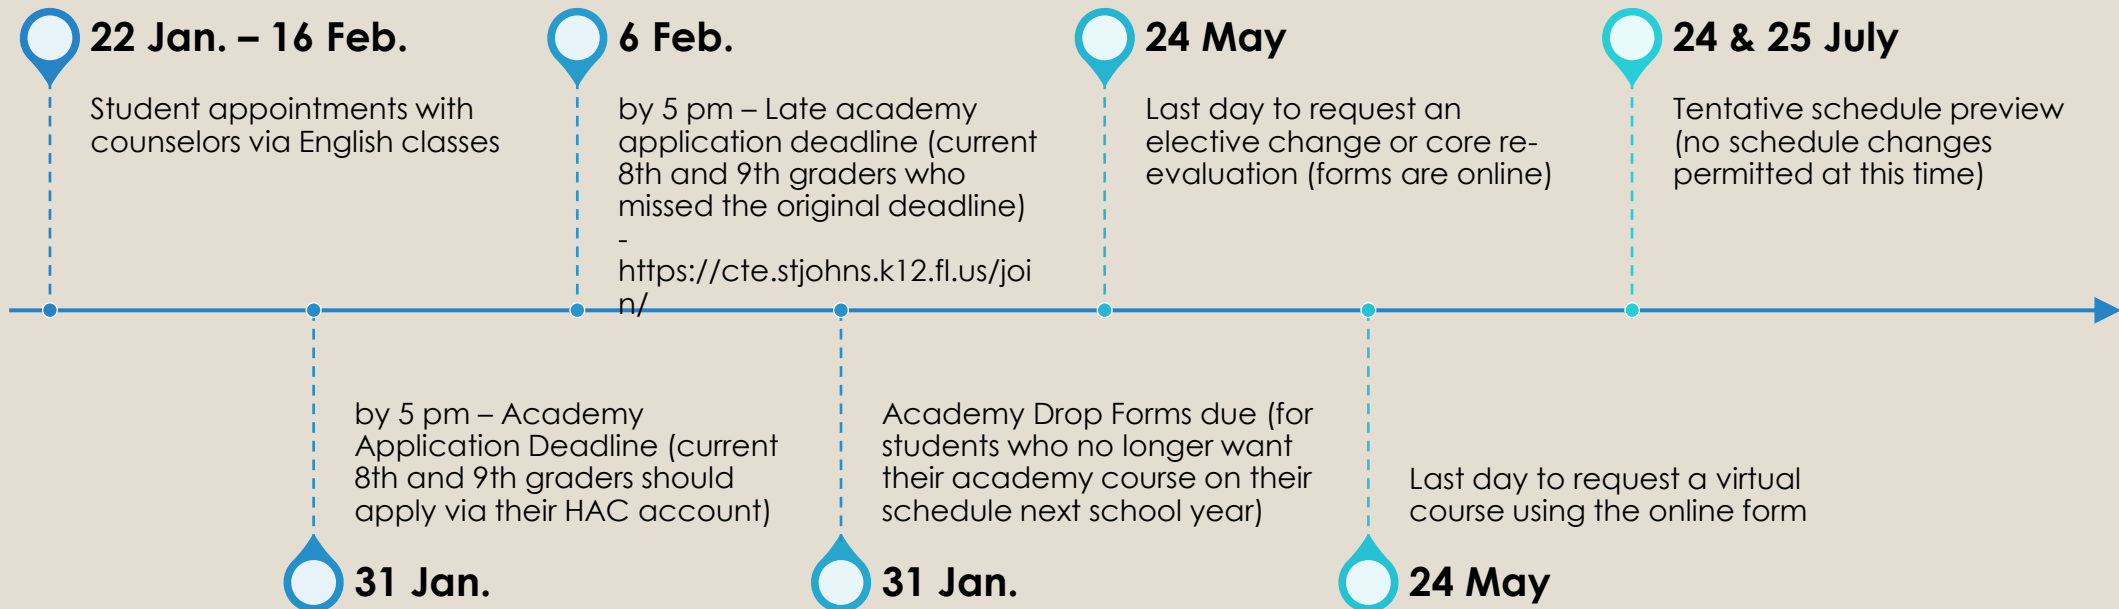 22 Jan. – 16 Feb.
Student appointments with
counselors via English classes
31 Jan.
by 5 pm – Academy
Application Deadline (current
8th and 9th graders should
apply via their HAC account)
6 Feb.
by 5 pm – Late academy
application deadline (current
8th and 9th graders who
missed the original deadline)
-
https://cte.stjohns.k12.fl.us/joi
n/
31 Jan.
Academy Drop Forms due (for
students who no longer want
their academy course on their
schedule next school year)
24 May
Last day to request an
elective change or core re-
evaluation (forms are online)
24 May
Last day to request a virtual
course using the online form
24 & 25 July
Tentative schedule preview
(no schedule changes
permitted at this time)